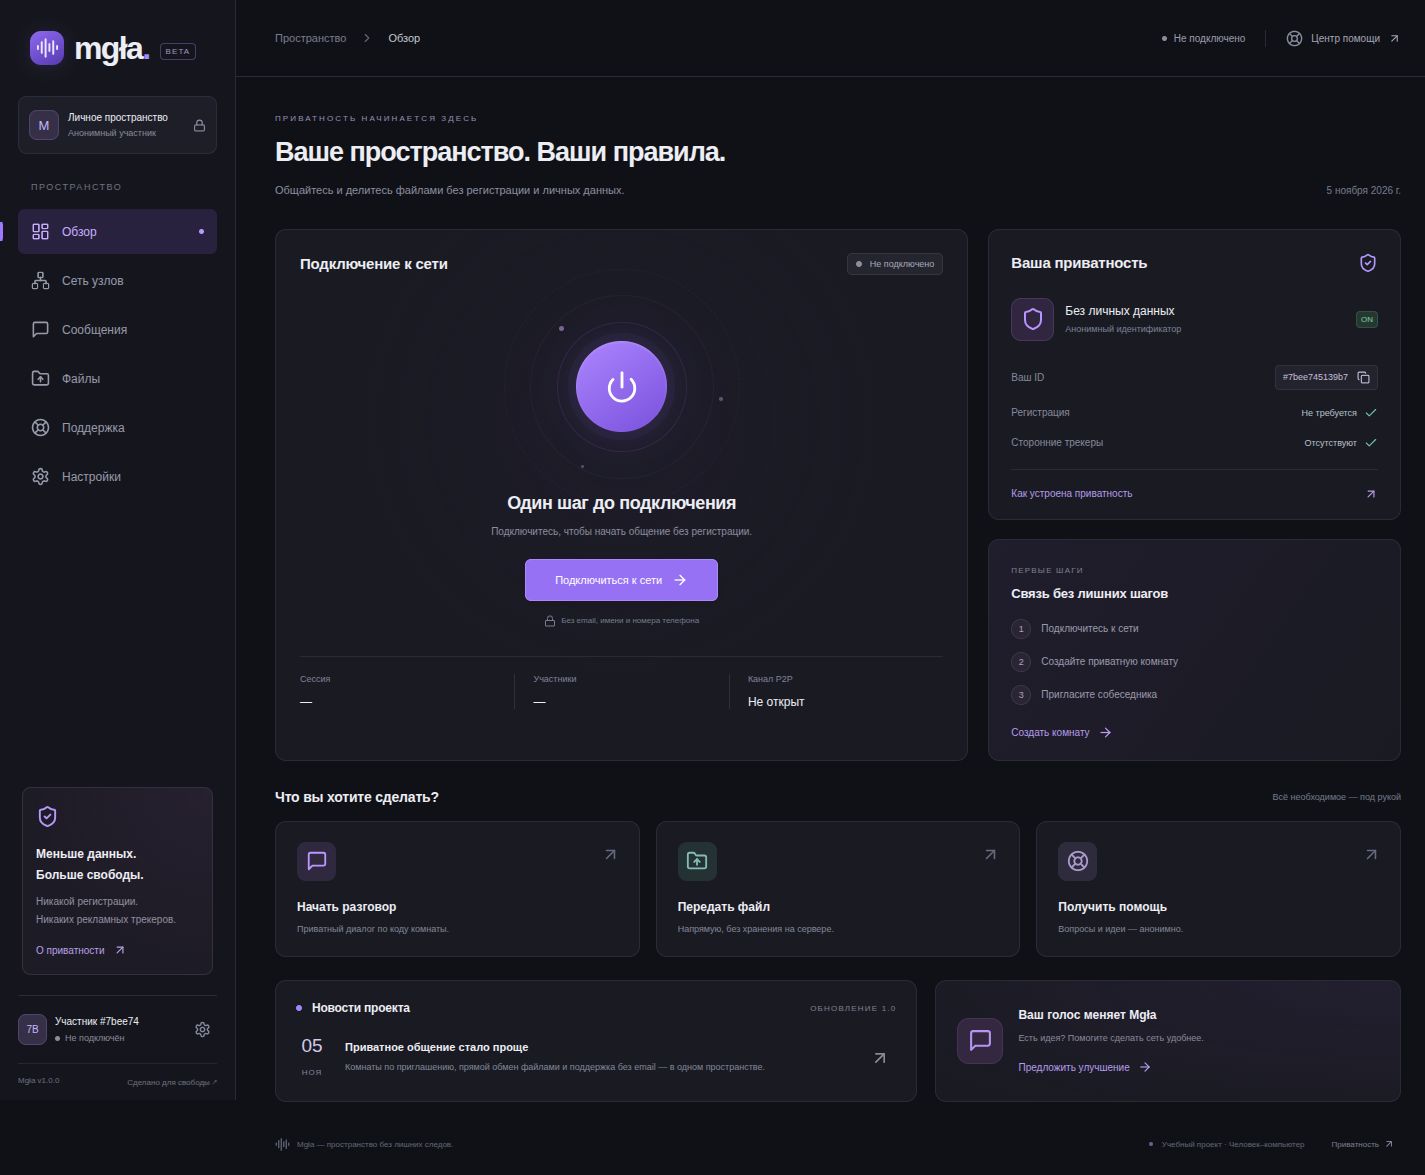 mgła.
BETA
M
Личное пространство
Анонимный участник
ПРОСТРАНСТВО
Обзор
Сеть узлов
Сообщения
Файлы
Поддержка
Настройки
Меньше данных.
Больше свободы.
Никакой регистрации.
Никаких рекламных трекеров.
О приватности
7B
Участник #7bee74
Не подключён
Mgła v1.0.0
Сделано для свободы ↗
Пространство
Обзор
Не подключено
Центр помощи
ПРИВАТНОСТЬ НАЧИНАЕТСЯ ЗДЕСЬ
Ваше пространство. Ваши правила.
Общайтесь и делитесь файлами без регистрации и личных данных.
5 ноября 2026 г.
Подключение к сети
Не подключено
Один шаг до подключения
Подключитесь, чтобы начать общение без регистрации.
Подключиться к сети
Без email, имени и номера телефона
Сессия
—
Участники
—
Канал P2P
Не открыт
Ваша приватность
Без личных данных
Анонимный идентификатор
ON
Ваш ID
#7bee745139b7
Регистрация
Не требуется
Сторонние трекеры
Отсутствуют
Как устроена приватность
ПЕРВЫЕ ШАГИ
Связь без лишних шагов
1 Подключитесь к сети
2 Создайте приватную комнату
3 Пригласите собеседника
Создать комнату
Что вы хотите сделать?
Всё необходимое — под рукой
Начать разговор
Приватный диалог по коду комнаты.
Передать файл
Напрямую, без хранения на сервере.
Получить помощь
Вопросы и идеи — анонимно.
Новости проекта
ОБНОВЛЕНИЕ 1.0
05
НОЯ
Приватное общение стало проще
Комнаты по приглашению, прямой обмен файлами и поддержка без email — в одном пространстве.
Ваш голос меняет Mgła
Есть идея? Помогите сделать сеть удобнее.
Предложить улучшение
Mgła — пространство без лишних следов.
Учебный проект · Человек–компьютер
Приватность